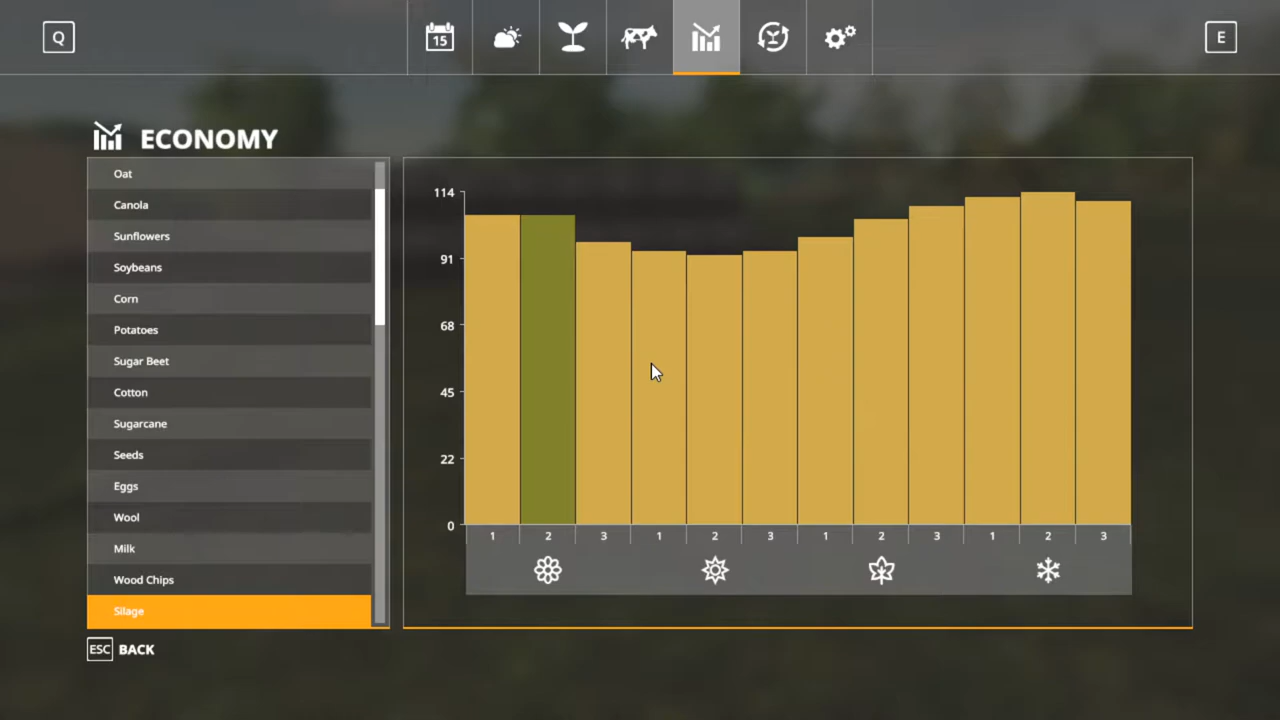 Q
15
E
ECONOMY
Oat
Canola
Sunflowers
Soybeans
Corn
Potatoes
Sugar Beet
Cotton
Sugarcane
Seeds
Eggs
Wool
Milk
Wood Chips
Silage
114
91
68
45
22
0
1 2 3 1 2 3 1 2 3 1 2 3
ESC BACK